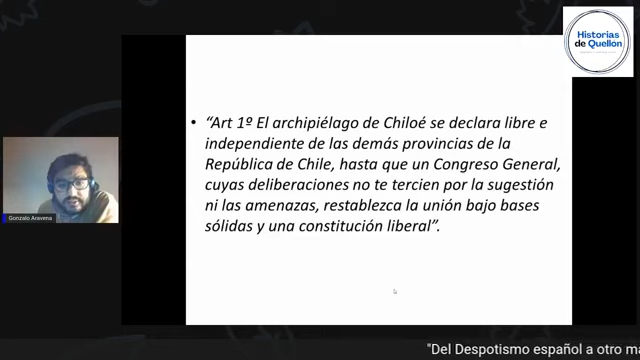 Historias
de Quellon
• “Art 1º El archipiélago de Chiloé se declara libre e
independiente de las demás provincias de la
República de Chile, hasta que un Congreso General,
cuyas deliberaciones no te tercien por la sugestión
ni las amenazas, restablezca la unión bajo bases
sólidas y una constitución liberal”.
Gonzalo Aravena
"Del Despotismo español a otro ma